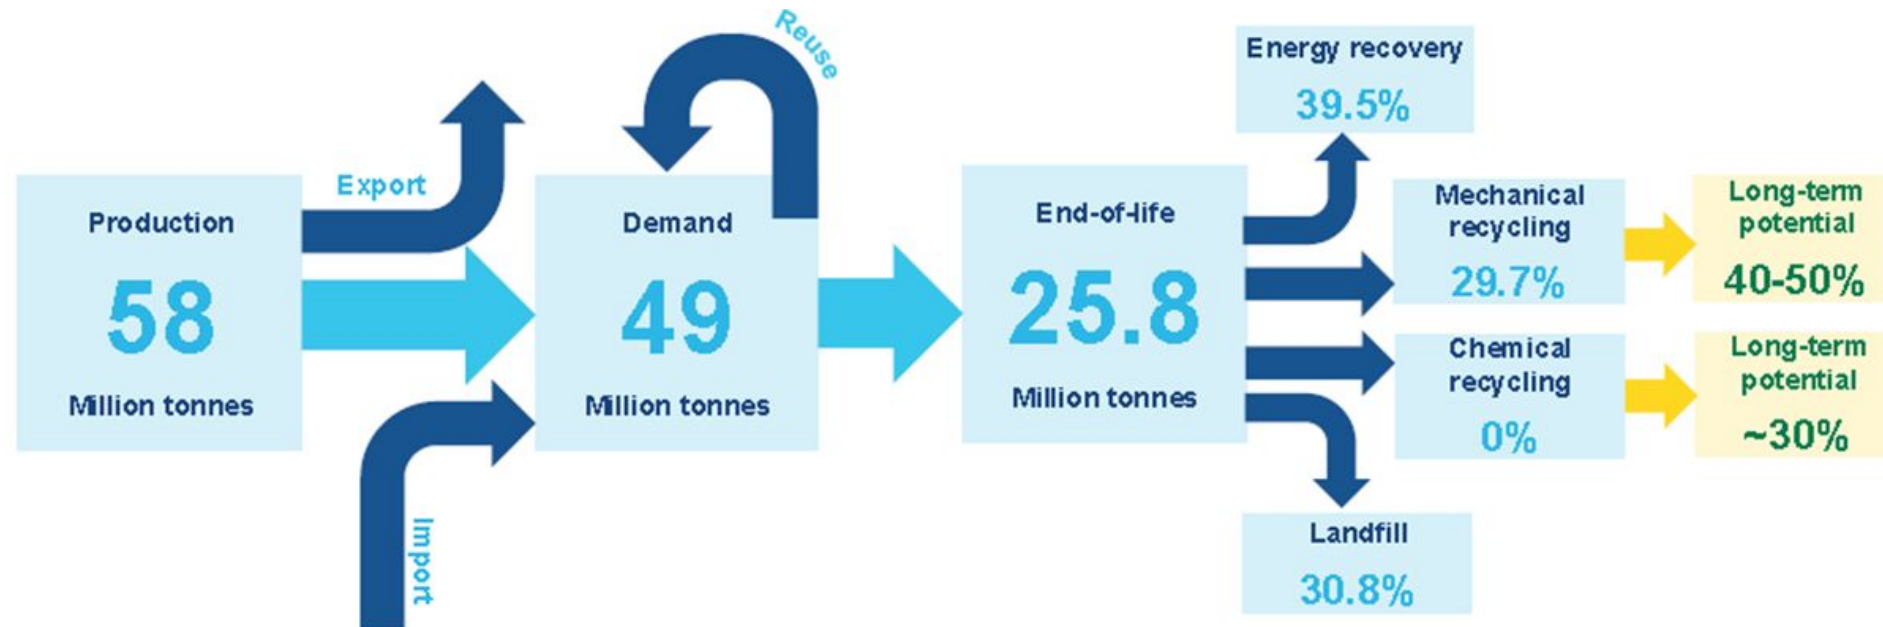 Production
58
Million tonnes
Export
Import
Reuse
Demand
49
Million tonnes
End-of-life
25.8
Million tonnes
Energy recovery
39.5%
Mechanical
recycling
29.7%
Long-term
potential
40-50%
Chemical
recycling
0%
Long-term
potential
~30%
Landfill
30.8%